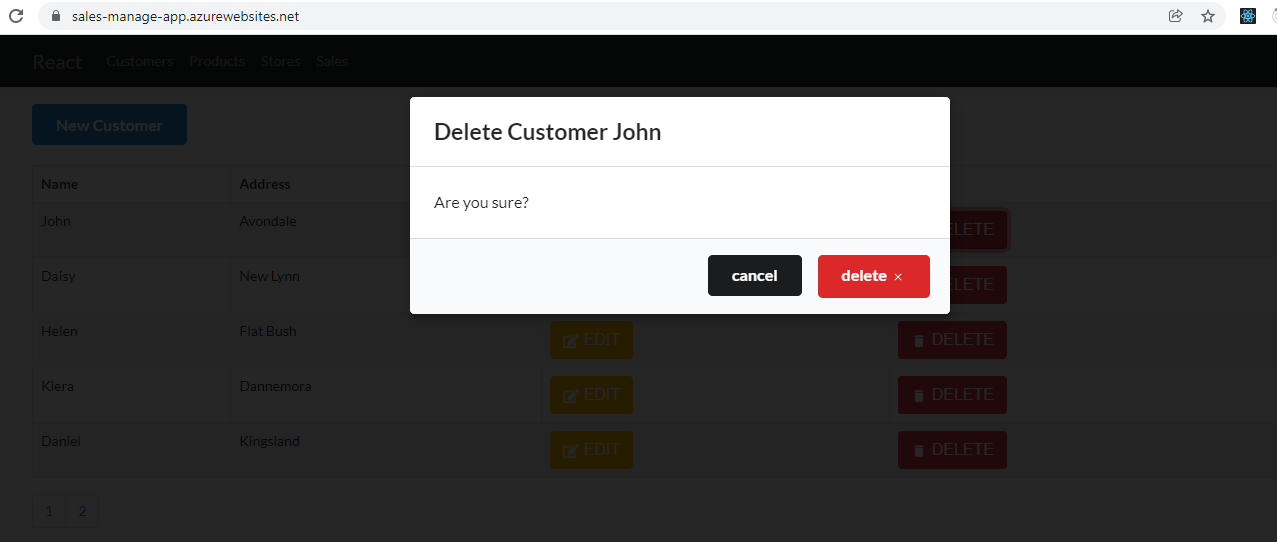 sales-manage-app.azurewebsites.net
React Customers Products Stores Sales
New Customer
Delete Customer John
Are you sure?
cancel delete ×
Name Address
John Avondale LETE
Daisy New Lynn LETE
Helen Flat Bush EDIT DELETE
Kiera Dannemora EDIT DELETE
Daniel Kingsland EDIT DELETE
1 2